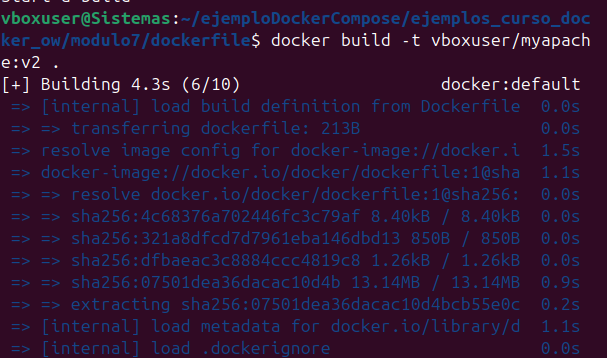 vboxuser@Sistemas:~/ejemploDockerCompose/ejemplos_curso_doc
ker_ow/modulo7/dockerfile$ docker build -t vboxuser/myapach
e:v2 .
[+] Building 4.3s (6/10) docker:default
=> [internal] load build definition from Dockerfile 0.0s
=> => transferring dockerfile: 213B 0.0s
=> resolve image config for docker-image://docker.i 1.5s
=> docker-image://docker.io/docker/dockerfile:1@sha 1.1s
=> => resolve docker.io/docker/dockerfile:1@sha256: 0.0s
=> => sha256:4c68376a702446fc3c79af 8.40kB / 8.40kB 0.0s
=> => sha256:321a8dfcd7d7961eba146dbd13 850B / 850B 0.0s
=> => sha256:dfbaeac3c8884ccc4819c8 1.26kB / 1.26kB 0.0s
=> => sha256:07501dea36dacac10d4b 13.14MB / 13.14MB 0.9s
=> => extracting sha256:07501dea36dacac10d4bcb55e0c 0.2s
=> [internal] load metadata for docker.io/library/d 1.1s
=> [internal] load .dockerignore 0.0s